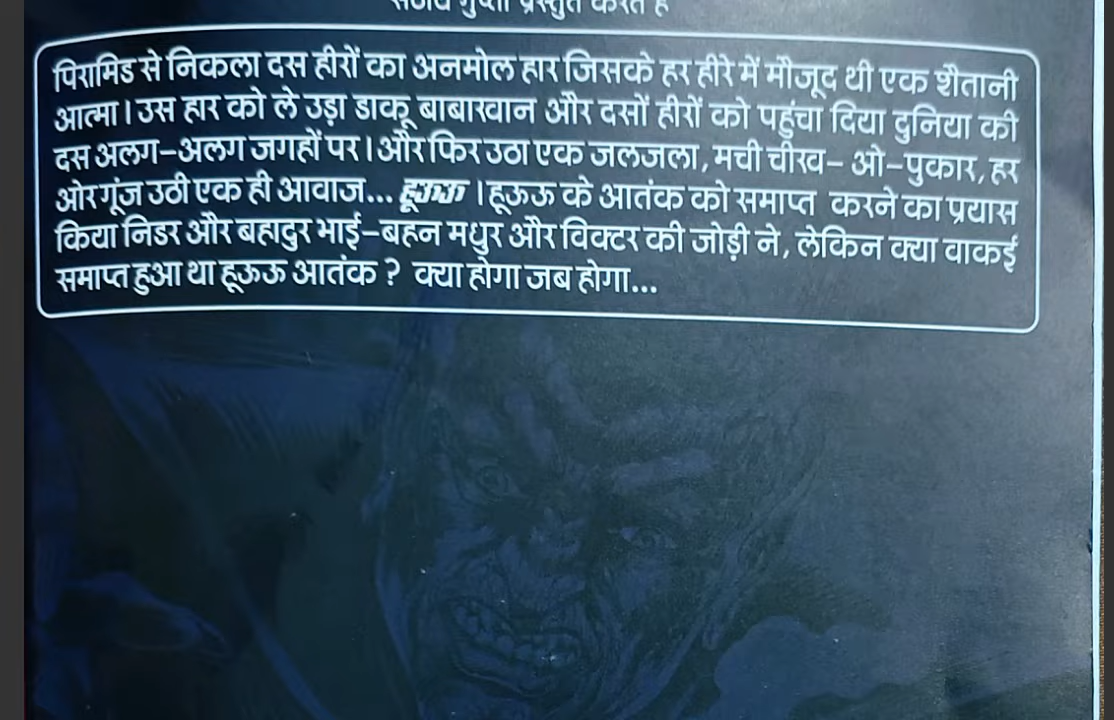 प्रस्तुत करते हैं
पिरामिड से निकला दस हीरों का अनमोल हार जिसके हर हीरे में मौजूद थी एक शैतानी
आत्मा। उस हार को ले उड़ा डाकू बाबाखान और दसों हीरों को पहुंचा दिया दुनिया की
दस अलग-अलग जगहों पर। और फिर उठा एक जलजला, मची चीख- ओ-पुकार, हर
ओर गूंज उठी एक ही आवाज... हूऊऊ। हूऊऊ के आतंक को समाप्त करने का प्रयास
किया निडर और बहादुर भाई-बहन मधुर और विक्टर की जोड़ी ने, लेकिन क्या वाकई
समाप्त हुआ था हूऊऊ आतंक ? क्या होगा जब होगा...